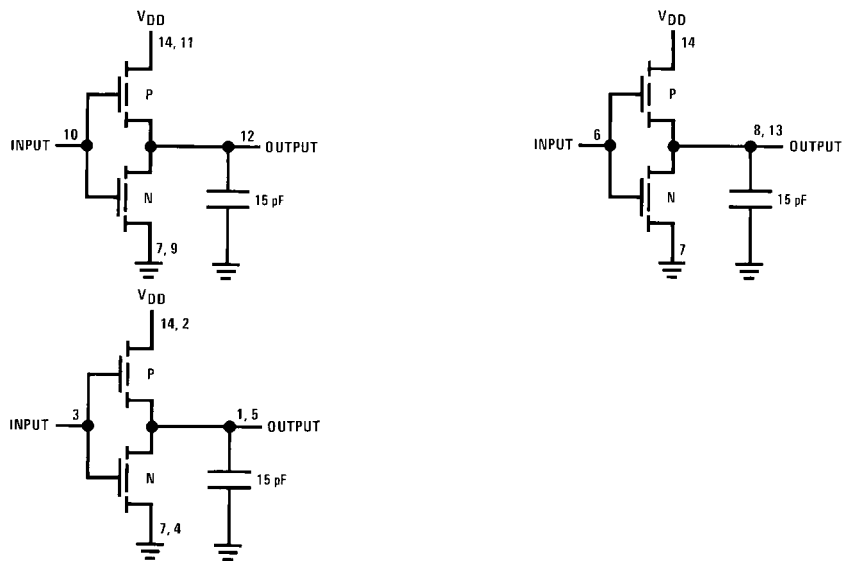 VDD
14, 11
P
INPUT
10
12
OUTPUT
N
15 pF
7, 9
VDD
14
P
INPUT
6
8, 13
OUTPUT
N
15 pF
7
VDD
14, 2
P
INPUT
3
1, 5
OUTPUT
N
15 pF
7, 4